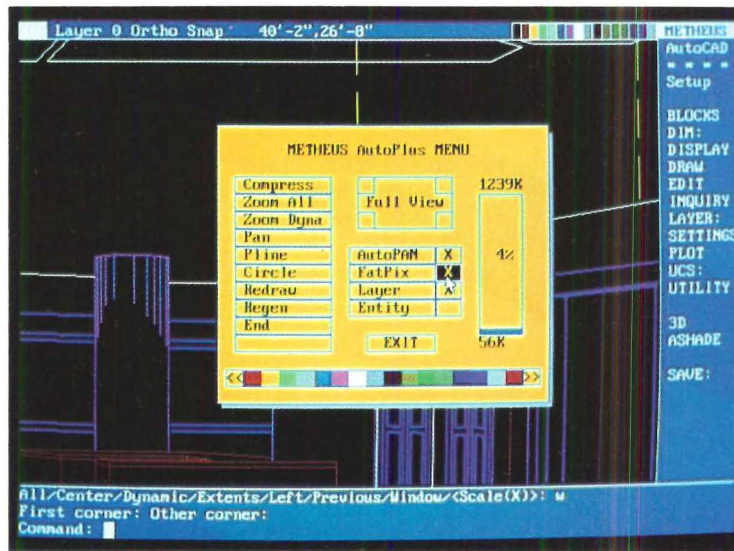 Layer 0 Ortho Snap 40'-2",26'-8"
METHEUS
AutoCAD
* * * *
Setup
BLOCKS
DIM:
DISPLAY
DRAW
EDIT
INQUIRY
LAYER:
SETTINGS
PLOT
UCS:
UTILITY
3D
ASHADE
SAVE:
METHEUS AutoPlus MENU
Compress
Zoom All
Zoom Dyna
Pan
Pline
Circle
Redraw
Regen
End
Full View
AutoPAN X
FatPix X
Layer X
Entity
EXIT
1239K
4%
56K
<< >>
All/Center/Dynamic/Extents/Left/Previous/Window/<Scale(X)>: w
First corner: Other corner:
Command: